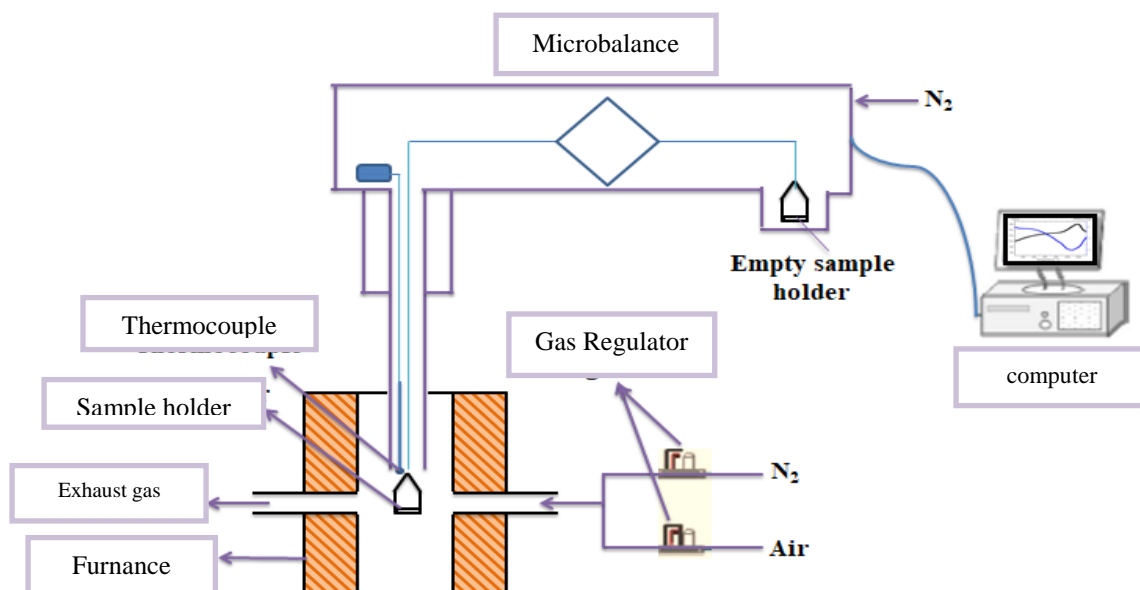 Microbalance
N2
Empty sample
holder
Thermocouple
Gas Regulator
computer
Sample holder
N2
Exhaust gas
Air
Furnance